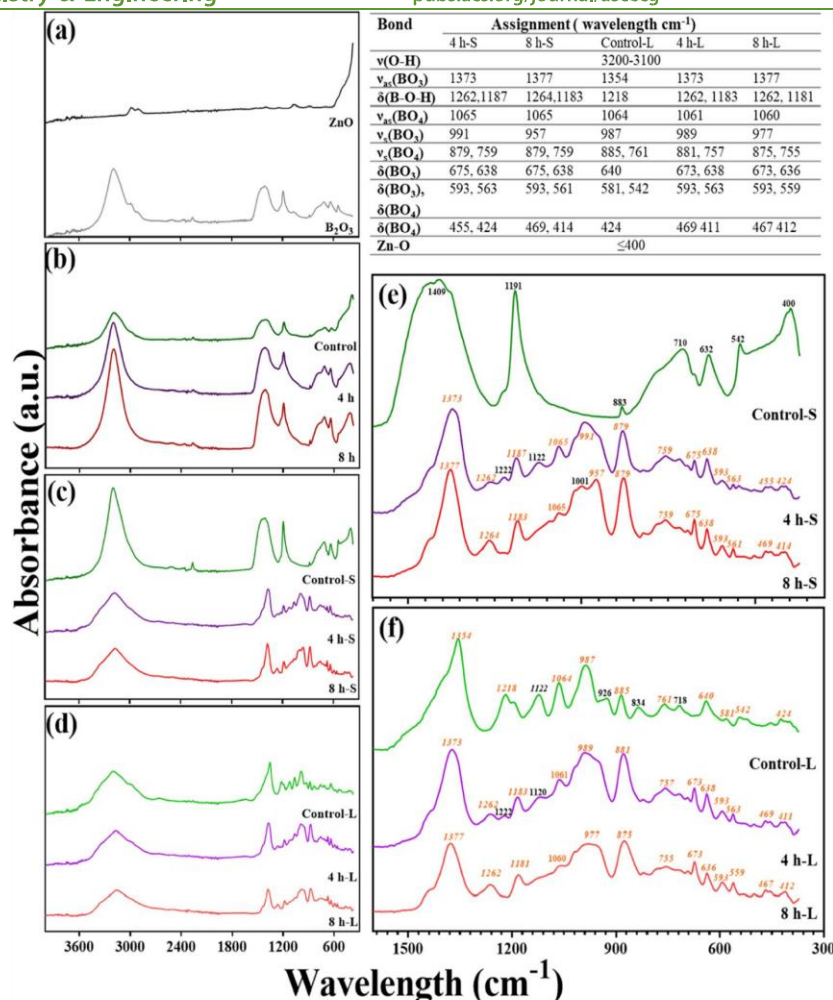 (a)
ZnO
B₂O₃
(b)
Control
4 h
8 h
(c)
Control-S
4 h-S
8 h-S
(d)
Control-L
4 h-L
8 h-L
3600 3000 2400 1800 1200 600
Absorbance (a.u.)
Bond Assignment ( wavelength cm⁻¹)
4 h-S 8 h-S Control-L 4 h-L 8 h-L
ν(O-H) 3200-3100
νas(BO₃) 1373 1377 1354 1373 1377
δ(B-O-H) 1262,1187 1264,1183 1218 1262, 1183 1262, 1181
νas(BO₄) 1065 1065 1064 1061 1060
νs(BO₃) 991 957 987 989 977
νs(BO₄) 879, 759 879, 759 885, 761 881, 757 875, 755
δ(BO₃) 675, 638 675, 638 640 673, 638 673, 636
δ(BO₃), 593, 563 593, 561 581, 542 593, 563 593, 559
δ(BO₄)
δ(BO₄) 455, 424 469, 414 424 469 411 467 412
Zn-O ≤400
(e)
1409 1191 883 710 632 542 400
Control-S
1373 1262 1222 1187 1122 1065 991 879 759 675 638 593 563 455 424
4 h-S
1377 1264 1183 1065 1001 957 879 759 675 638 593 561 469 414
8 h-S
(f)
1354 1218 1122 1064 987 926 885 834 761 718 640 581 542 424
Control-L
1373 1262 1222 1183 1120 1061 989 881 757 673 638 593 563 469 411
4 h-L
1377 1262 1181 1060 977 875 755 673 636 593 559 467 412
8 h-L
1500 1200 900 600 300
Wavelength (cm⁻¹)